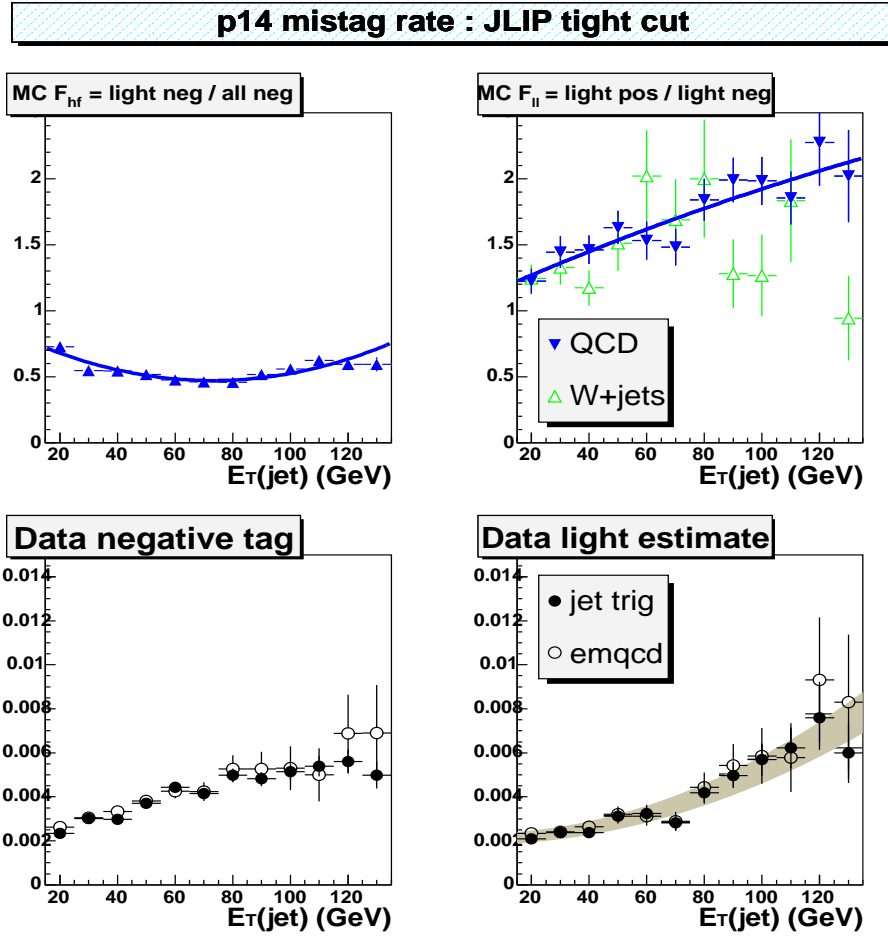 p14 mistag rate : JLIP tight cut
MC F_hf = light neg / all neg
2
1.5
1
0.5
0
20 40 60 80 100 120
ET(jet) (GeV)
MC F_ll = light pos / light neg
2
1.5
1
0.5
0
QCD
W+jets
20 40 60 80 100 120
ET(jet) (GeV)
Data negative tag
0.014
0.012
0.01
0.008
0.006
0.004
0.002
0
20 40 60 80 100 120
ET(jet) (GeV)
Data light estimate
0.014
0.012
0.01
0.008
0.006
0.004
0.002
0
jet trig
emqcd
20 40 60 80 100 120
ET(jet) (GeV)